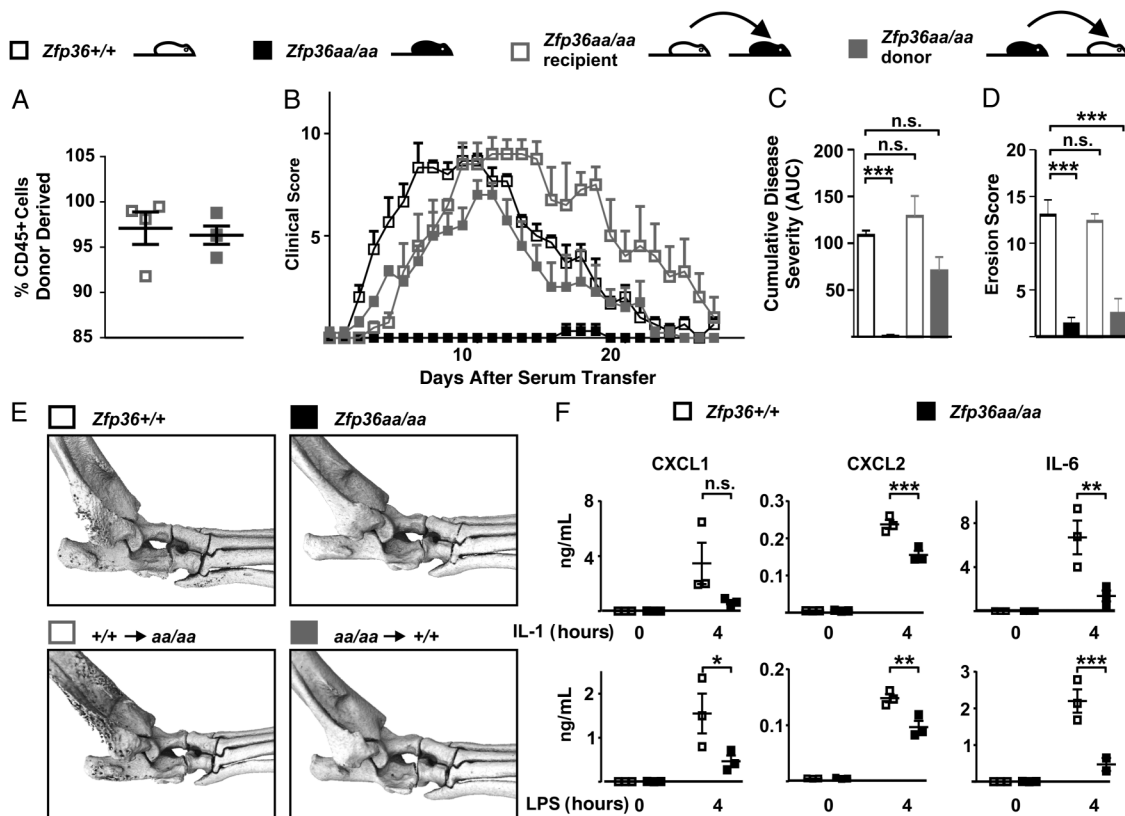 Zfp36+/+
Zfp36aa/aa
Zfp36aa/aa
recipient
Zfp36aa/aa
donor
A
% CD45+Cells
Donor Derived
105
100
95
90
85
B
Clinical Score
10
5
10
20
Days After Serum Transfer
C
Cumulative Disease
Severity (AUC)
200
150
100
50
n.s.
n.s.
***
D
Erosion Score
20
15
10
5
0
***
n.s.
***
E
Zfp36+/+
Zfp36aa/aa
+/+ → aa/aa
aa/aa → +/+
F
Zfp36+/+
Zfp36aa/aa
CXCL1
CXCL2
IL-6
ng/mL
8
4
0
n.s.
0.3
0.2
0.1
***
8
4
**
IL-1 (hours)
0
4
0
4
0
4
ng/mL
2
1
0
*
0.2
0.1
**
3
2
1
0
***
LPS (hours)
0
4
0
4
0
4